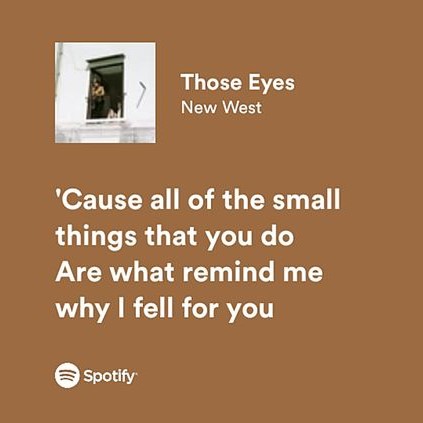 Those Eyes
New West
'Cause all of the small
things that you do
Are what remind me
why I fell for you
Spotify